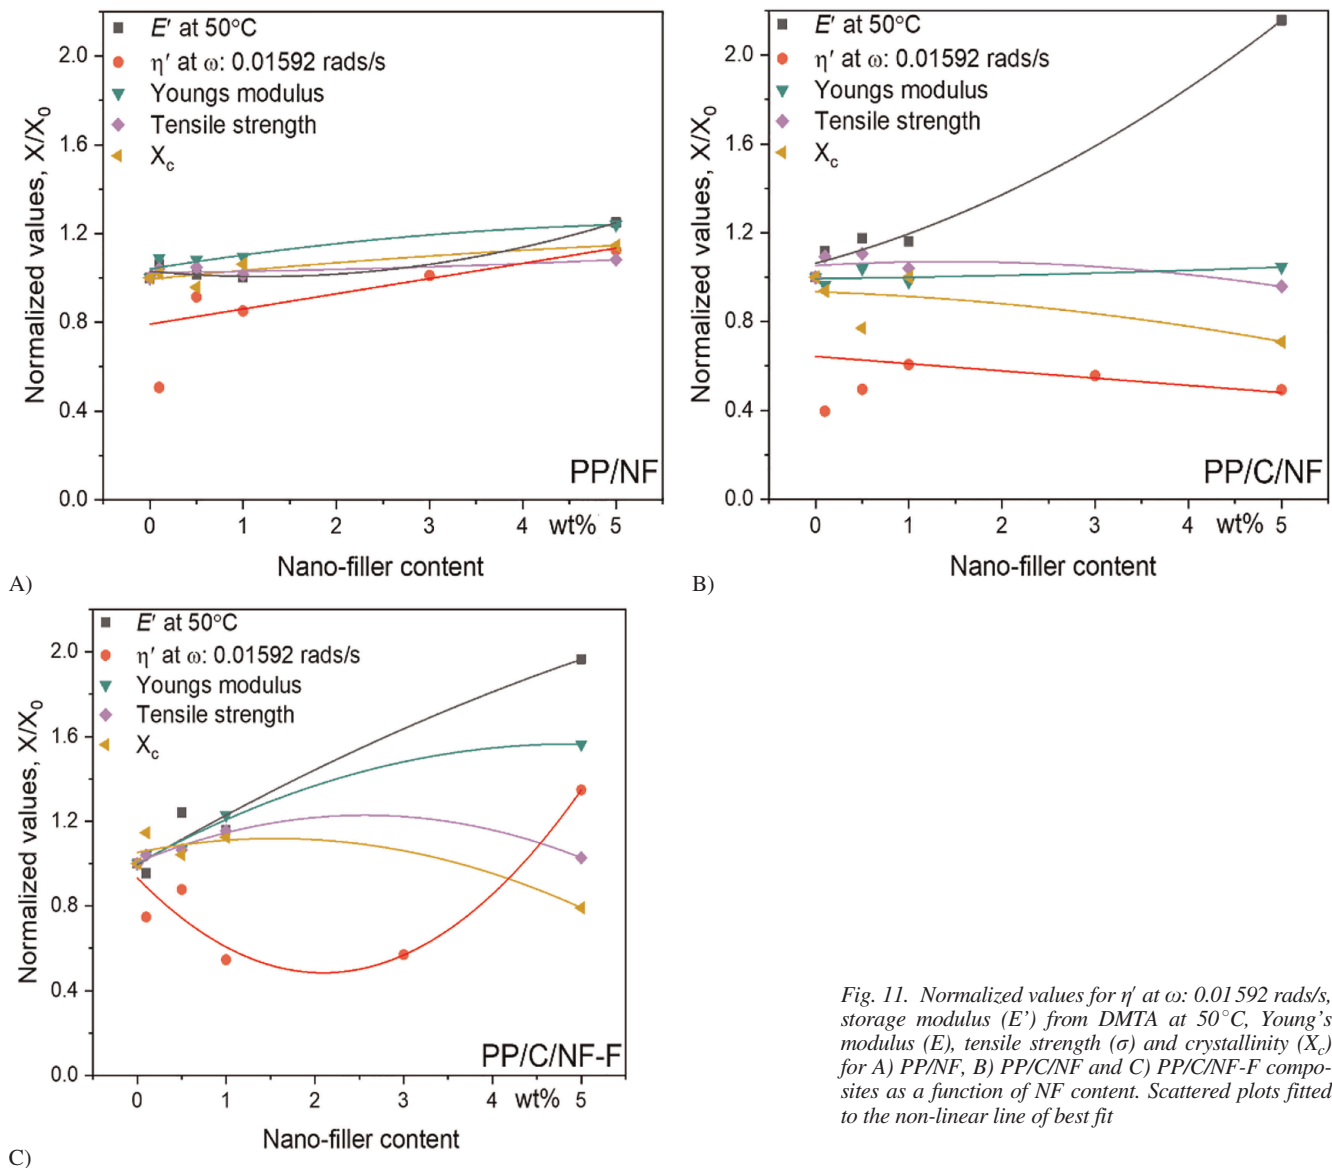 E′ at 50°C
η′ at ω: 0.01592 rads/s
Youngs modulus
Tensile strength
Xc
Normalized values, X/X0
2.0
1.6
1.2
0.8
0.4
0.0
PP/NF
0 1 2 3 4 wt% 5
Nano-filler content
A)
E′ at 50°C
η′ at ω: 0.01592 rads/s
Youngs modulus
Tensile strength
Xc
Normalized values, X/X0
2.0
1.6
1.2
0.8
0.4
0.0
PP/C/NF
0 1 2 3 4 wt% 5
Nano-filler content
B)
E′ at 50°C
η′ at ω: 0.01592 rads/s
Youngs modulus
Tensile strength
Xc
Normalized values, X/X0
2.0
1.6
1.2
0.8
0.4
0.0
PP/C/NF-F
0 1 2 3 4 wt% 5
Nano-filler content
C)
Fig. 11. Normalized values for η′ at ω: 0.01592 rads/s,
storage modulus (E’) from DMTA at 50°C, Young’s
modulus (E), tensile strength (σ) and crystallinity (Xc)
for A) PP/NF, B) PP/C/NF and C) PP/C/NF-F compo-
sites as a function of NF content. Scattered plots fitted
to the non-linear line of best fit